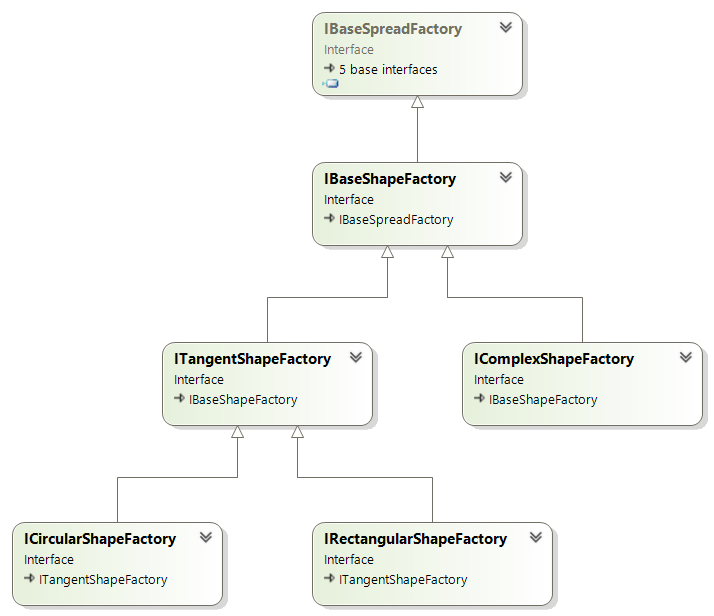 IBaseSpreadFactory
Interface
5 base interfaces
IBaseShapeFactory
Interface
IBaseSpreadFactory
ITangentShapeFactory
Interface
IBaseShapeFactory
IComplexShapeFactory
Interface
IBaseShapeFactory
ICircularShapeFactory
Interface
ITangentShapeFactory
IRectangularShapeFactory
Interface
ITangentShapeFactory